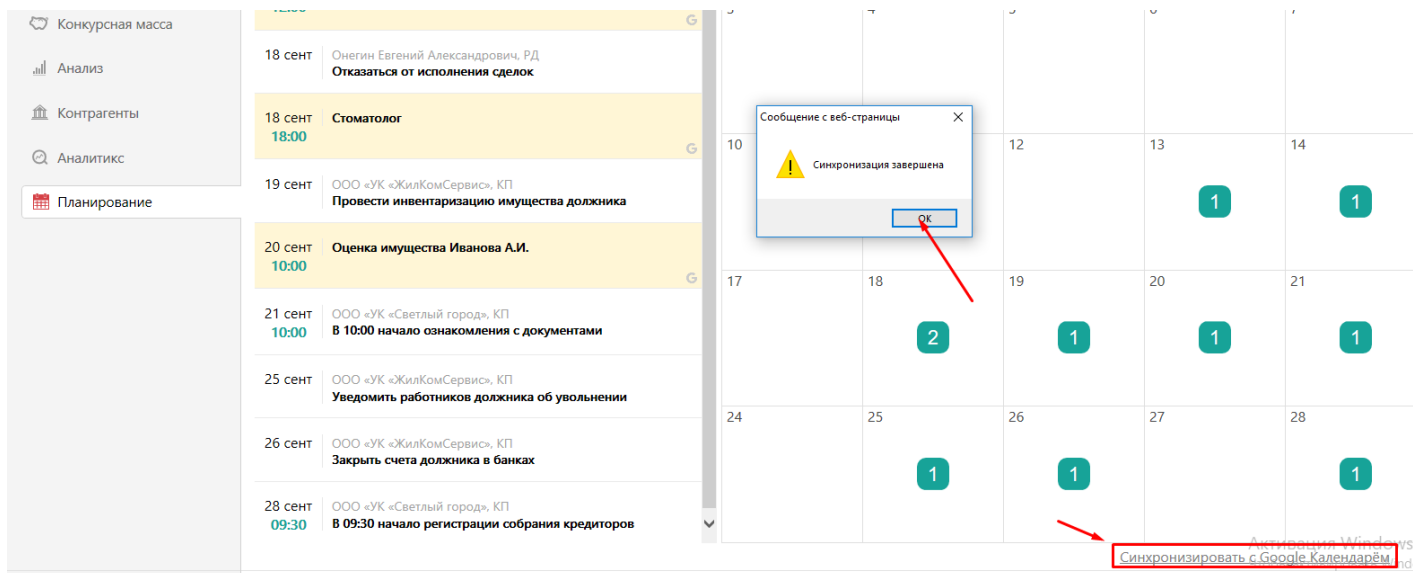 Конкурсная масса
Анализ
Контрагенты
Аналитикс
Планирование
G
18 сент
Онегин Евгений Александрович, РД
Отказаться от исполнения сделок
18 сент
Стоматолог
18:00
G
19 сент
ООО «УК «ЖилКомСервис», КП
Провести инвентаризацию имущества должника
20 сент
Оценка имущества Иванова А.И.
10:00
G
21 сент
ООО «УК «Светлый город», КП
10:00
В 10:00 начало ознакомления с документами
25 сент
ООО «УК «ЖилКомСервис», КП
Уведомить работников должника об увольнении
26 сент
ООО «УК «ЖилКомСервис», КП
Закрыть счета должника в банках
28 сент
ООО «УК «Светлый город», КП
09:30
В 09:30 начало регистрации собрания кредиторов
Сообщение с веб-страницы
Синхронизация завершена
ОК
10
12
13
14
1
1
17
18
19
20
21
2
1
1
1
24
25
26
27
28
1
1
1
Активация Windows
Синхронизировать с Google Календарём